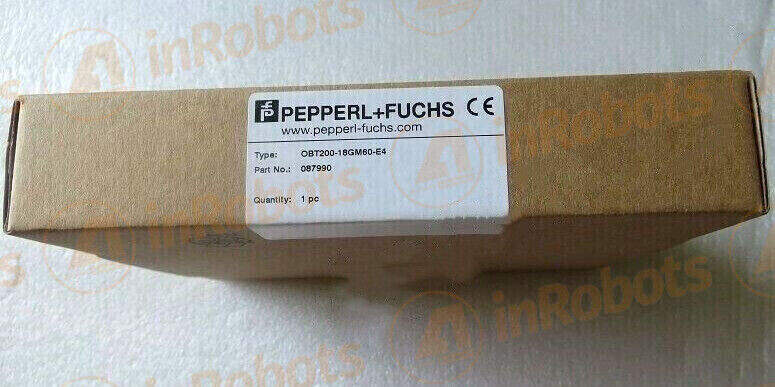 PEPPERL+FUCHS CE
www.pepperl-fuchs.com
Type: OBT200-18GM60-E4
Part No.: 087990
Quantity: 1 pc
inRobots
inRobots
inRobots
inRobots
inRobots